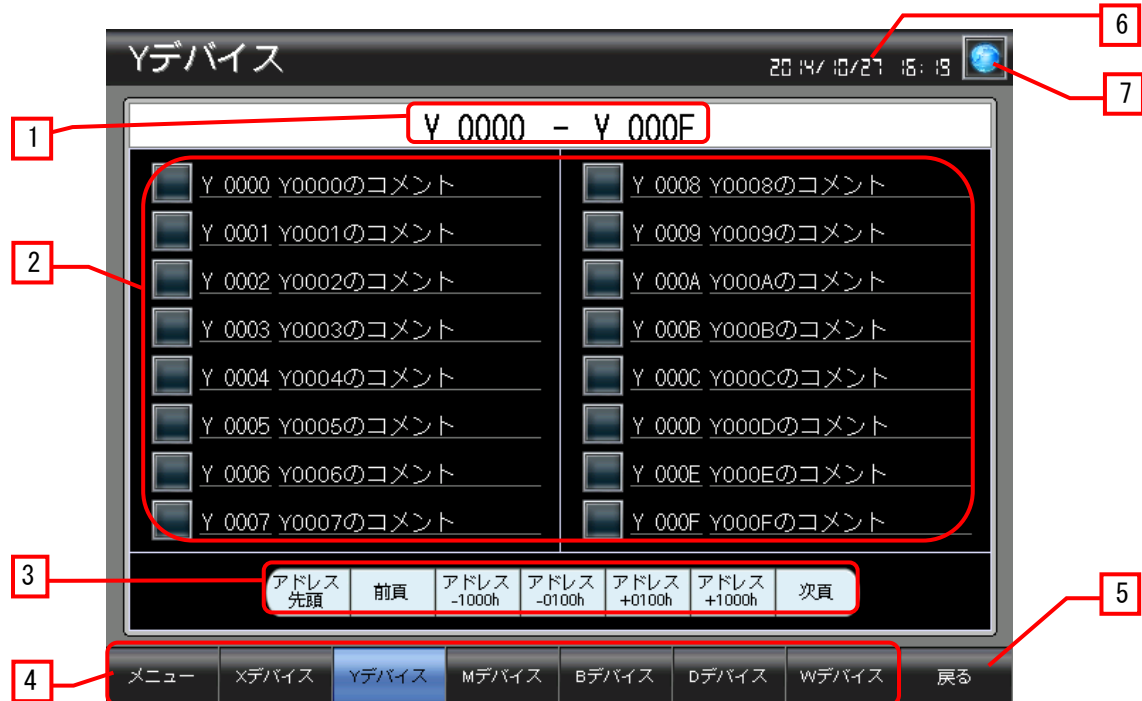 6
Yデバイス
2014/10/27 16:19
7
1
Y 0000 - Y 000F
Y 0000 Y0000のコメント
Y 0008 Y0008のコメント
Y 0001 Y0001のコメント
Y 0009 Y0009のコメント
2
Y 0002 Y0002のコメント
Y 000A Y000Aのコメント
Y 0003 Y0003のコメント
Y 000B Y000Bのコメント
Y 0004 Y0004のコメント
Y 000C Y000Cのコメント
Y 0005 Y0005のコメント
Y 000D Y000Dのコメント
Y 0006 Y0006のコメント
Y 000E Y000Eのコメント
Y 0007 Y0007のコメント
Y 000F Y000Fのコメント
3
アドレス
先頭
前頁
アドレス
-1000h
アドレス
-0100h
アドレス
+0100h
アドレス
+1000h
次頁
5
4
メニュー
Xデバイス
Yデバイス
Mデバイス
Bデバイス
Dデバイス
Wデバイス
戻る